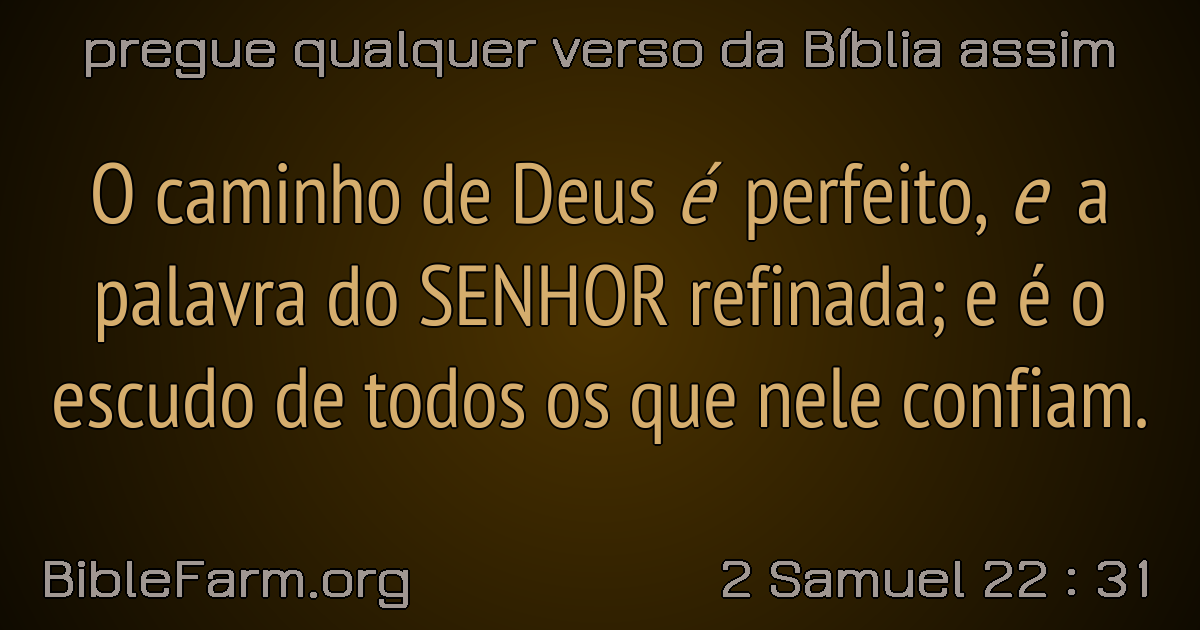 pregue qualquer verso da Bíblia assim
O caminho de Deus é perfeito, e a
palavra do SENHOR refinada; e é o
escudo de todos os que nele confiam.
BibleFarm.org
2 Samuel 22 : 31